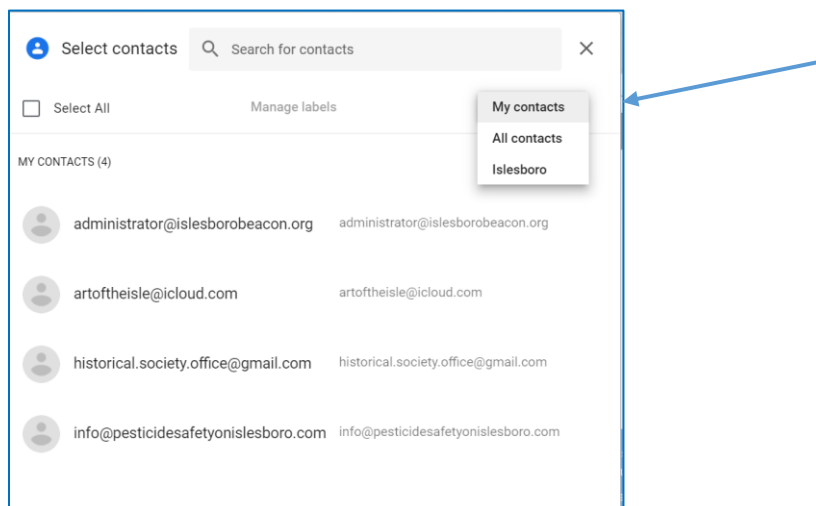 Select contacts Search for contacts
Select All Manage labels My contacts
All contacts
MY CONTACTS (4)
Islesboro
administrator@islesborobeacon.org administrator@islesborobeacon.org
artoftheisle@icloud.com artoftheisle@icloud.com
historical.society.office@gmail.com historical.society.office@gmail.com
info@pesticidesafetyonislesboro.com info@pesticidesafetyonislesboro.com